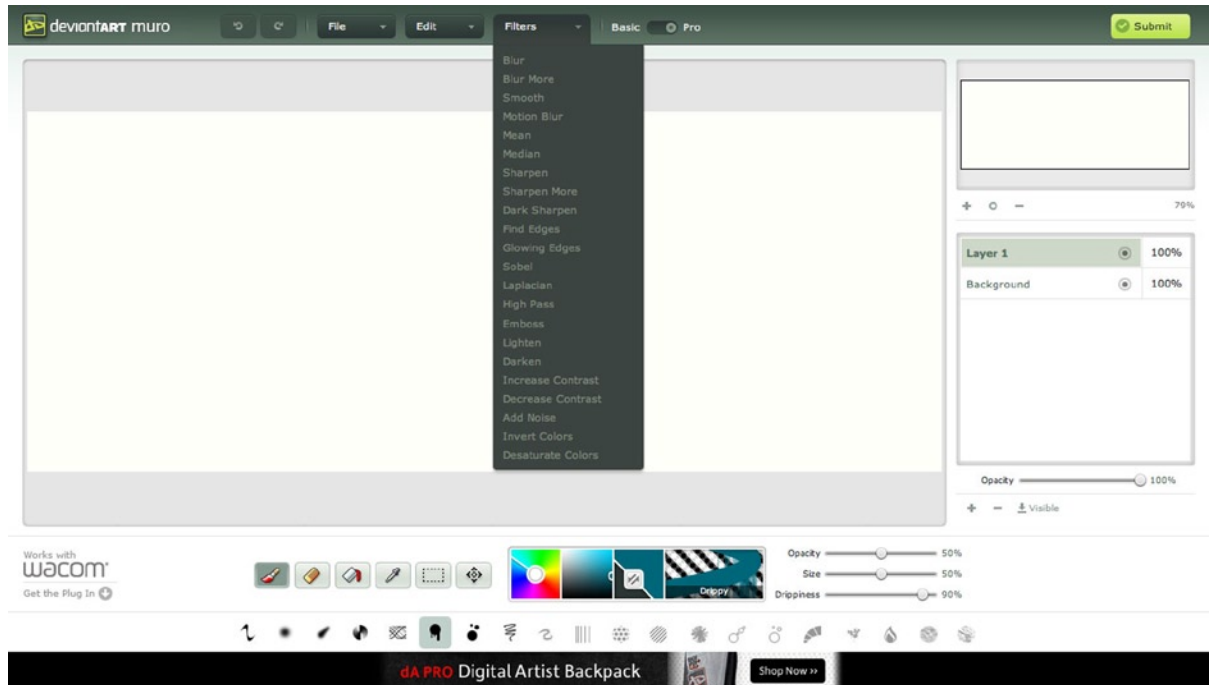 deviantART muro
File
Edit
Filters
Basic
Pro
Submit
Blur
Blur More
Smooth
Motion Blur
Mean
Median
Sharpen
Sharpen More
Dark Sharpen
Find Edges
Glowing Edges
Sobel
Laplacian
High Pass
Emboss
Lighten
Darken
Increase Contrast
Decrease Contrast
Add Noise
Invert Colors
Desaturate Colors
79%
Layer 1 100%
Background 100%
Opacity 100%
Visible
Works with
wacom
Get the Plug In
Drippy
Opacity 50%
Size 50%
Drippiness 90%
dA PRO Digital Artist Backpack
Shop Now »